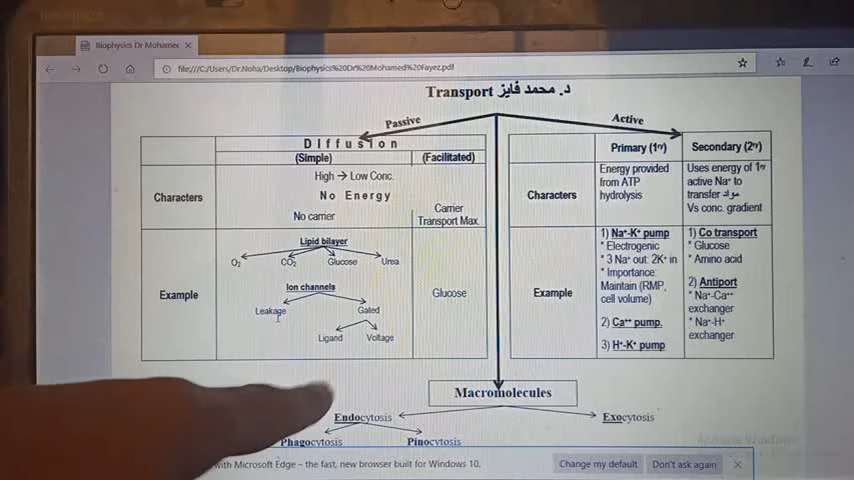 Biophysics Dr Mohamed
file:///C:/Users/Dr.Noha/Desktop/Biophysics%20Dr%20Mohamed%20Fayez.pdf
Transport د. محمد فايز
Passive
Active
Diffusion
(Simple)
(Facilitated)
Characters
High → Low Conc.
No Energy
No carrier
Carrier
Transport Max.
Example
Lipid bilayer
O₂
CO₂
Glucose
Urea
Ion channels
Leakage
Gated
Ligand
Voltage
Glucose
Primary (1ry)
Secondary (2ry)
Characters
Energy provided
from ATP
hydrolysis
Uses energy of 1ry
active Na⁺ to
transfer مواد
Vs conc. gradient
Example
1) Na⁺-K⁺ pump
* Electrogenic
* 3 Na⁺ out: 2K⁺ in
* Importance:
Maintain (RMP,
cell volume)
2) Ca⁺⁺ pump.
3) H⁺-K⁺ pump
1) Co transport
* Glucose
* Amino acid
2) Antiport
* Na⁺-Ca⁺⁺
exchanger
* Na⁺-H⁺
exchanger
Macromolecules
Endocytosis
Exocytosis
Phagocytosis
Pinocytosis
Activate Windows
with Microsoft Edge – the fast, new browser built for Windows 10.
Change my default
Don't ask again